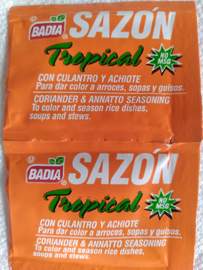 BADIA
SAZÓN
Tropical
NO MSG
CON CULANTRO Y ACHIOTE
Para dar color a arroces, sopas y guisos.
CORIANDER & ANNATTO SEASONING
To color and season rice dishes,
soups and stews.
BADIA
SAZÓN
Tropical
NO MSG
CON CULANTRO Y ACHIOTE
Para dar color a arroces, sopas y guisos.
CORIANDER & ANNATTO SEASONING
To color and season rice dishes,
soups and stews.